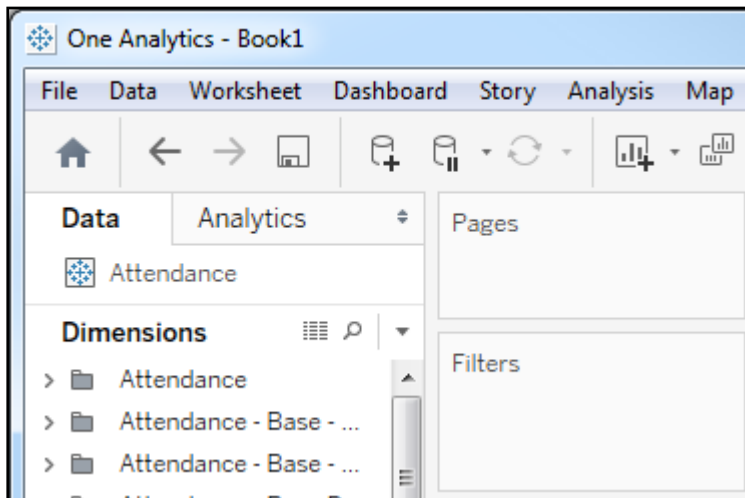 One Analytics - Book1
File Data Worksheet Dashboard Story Analysis Map
Data Analytics
Attendance
Dimensions
Attendance
Attendance - Base - ...
Attendance - Base - ...
Pages
Filters